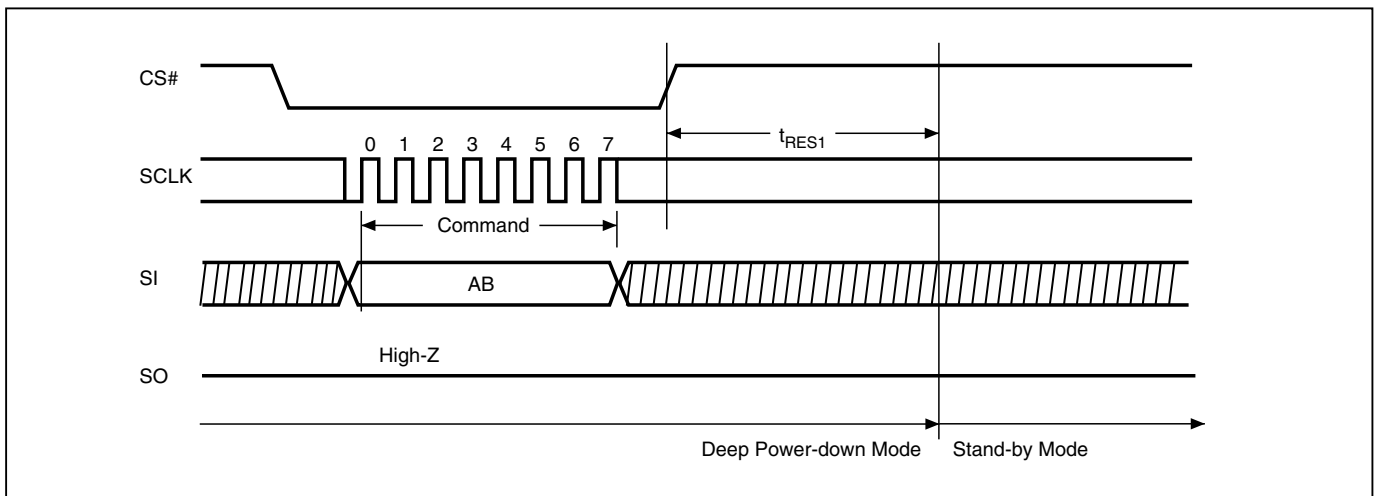 CS#
tRES1
0 1 2 3 4 5 6 7
SCLK
Command
SI
AB
High-Z
SO
Deep Power-down Mode
Stand-by Mode